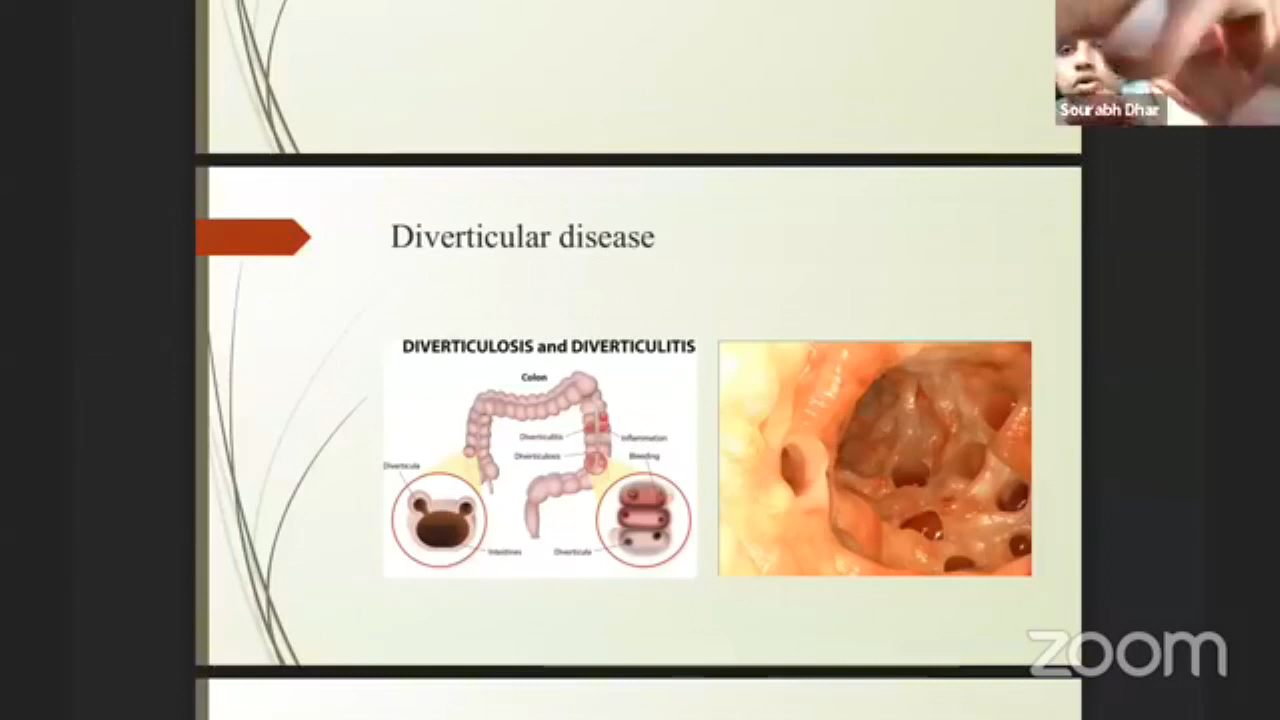 Sourabh Dhar
Diverticular disease
DIVERTICULOSIS and DIVERTICULITIS
Colon
Diverticulitis
Inflammation
Diverticulosis
Bleeding
Diverticula
Intestines
Diverticula
zoom